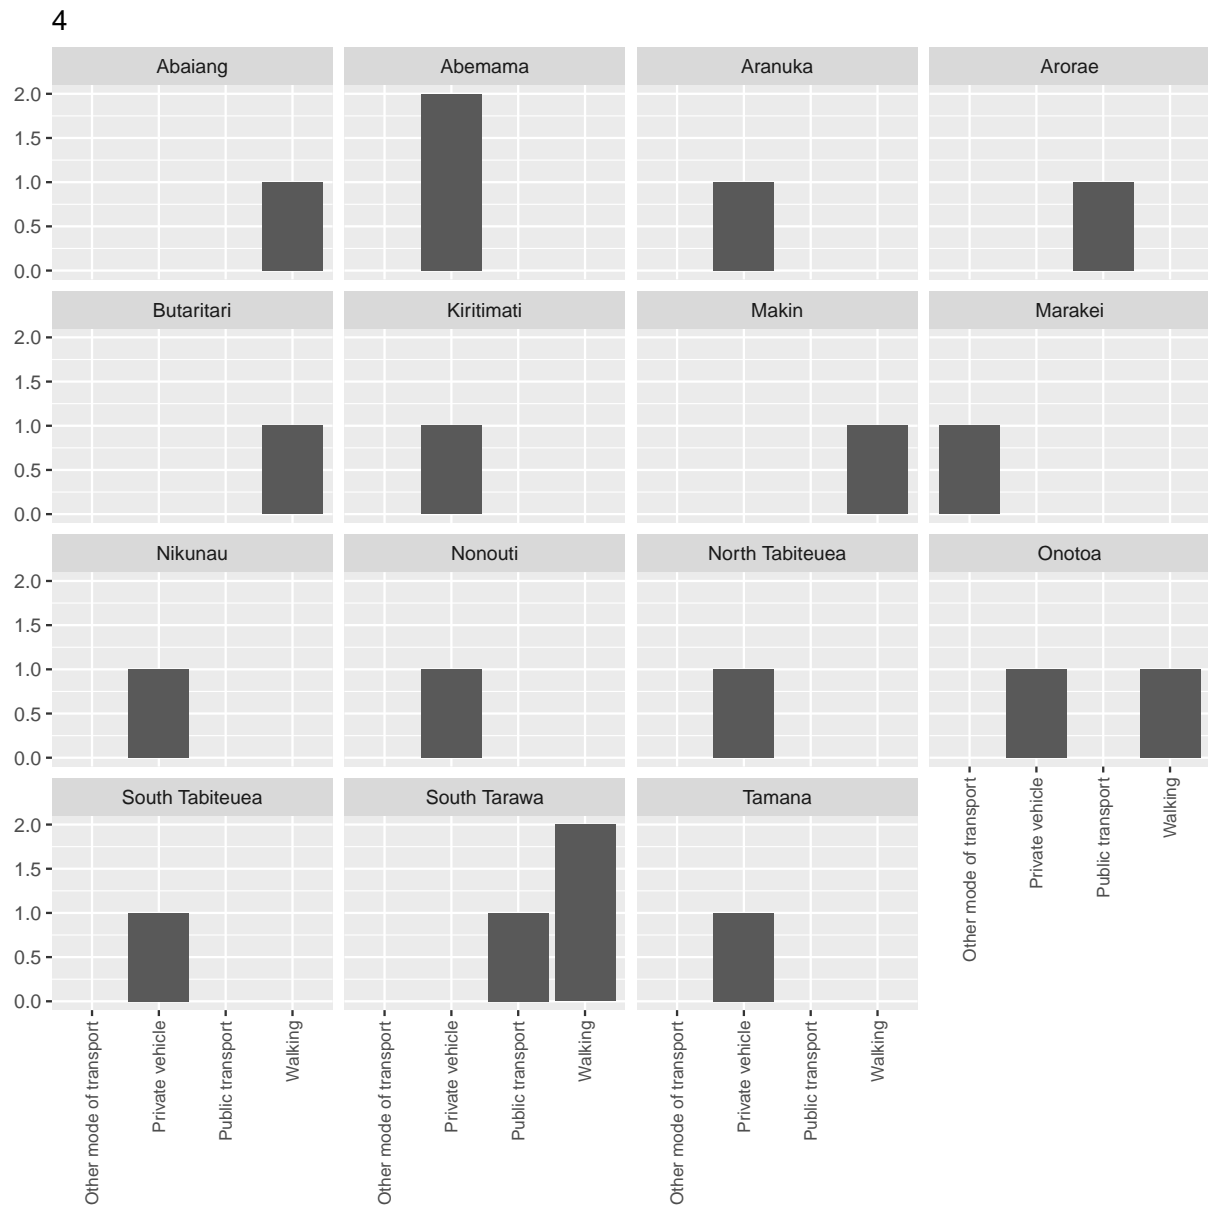 4
Abaiang Abemama Aranuka Arorae
2.0
1.5
1.0
0.5
0.0
Butaritari Kiritimati Makin Marakei
2.0
1.5
1.0
0.5
0.0
Nikunau Nonouti North Tabiteuea Onotoa
2.0
1.5
1.0
0.5
0.0
Other mode of transport
Private vehicle
Public transport
Walking
South Tabiteuea South Tarawa Tamana
2.0
1.5
1.0
0.5
0.0
Other mode of transport
Private vehicle
Public transport
Walking
Other mode of transport
Private vehicle
Public transport
Walking
Other mode of transport
Private vehicle
Public transport
Walking